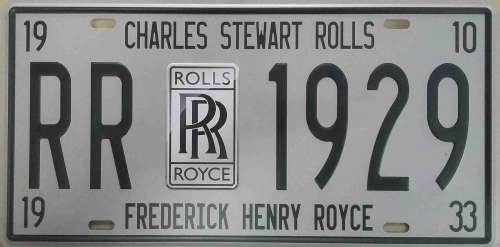 19 CHARLES STEWART ROLLS 10
RR ROLLS RR ROYCE 1929
19 FREDERICK HENRY ROYCE 33